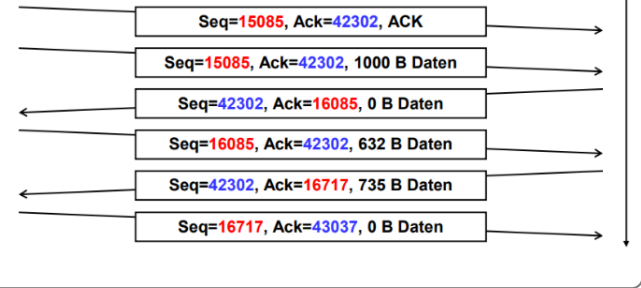 Seq=15085, Ack=42302, ACK
Seq=15085, Ack=42302, 1000 B Daten
Seq=42302, Ack=16085, 0 B Daten
Seq=16085, Ack=42302, 632 B Daten
Seq=42302, Ack=16717, 735 B Daten
Seq=16717, Ack=43037, 0 B Daten